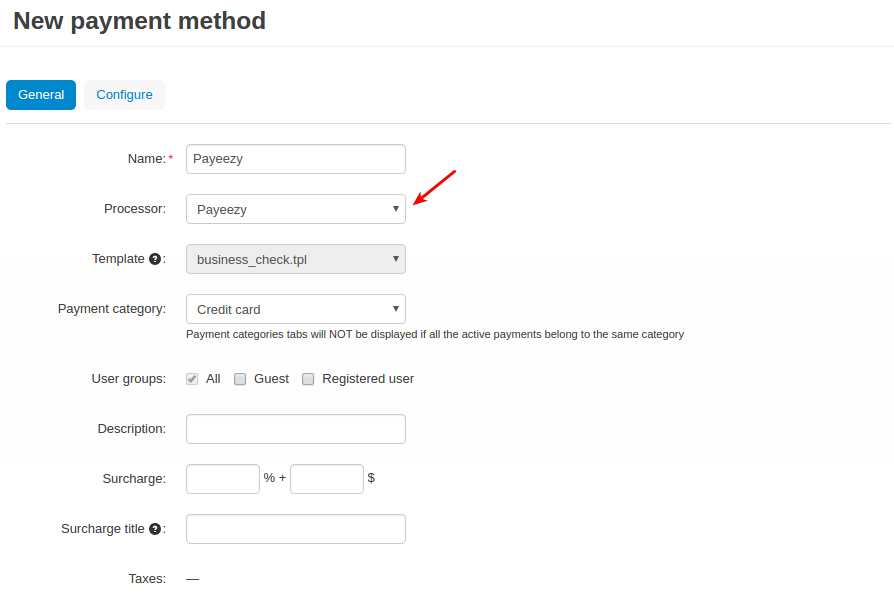 New payment method
General Configure
Name:* Payeezy
Processor: Payeezy
Template ?: business_check.tpl
Payment category: Credit card
Payment categories tabs will NOT be displayed if all the active payments belong to the same category
User groups: All Guest Registered user
Description:
Surcharge: % + $
Surcharge title ?:
Taxes: —